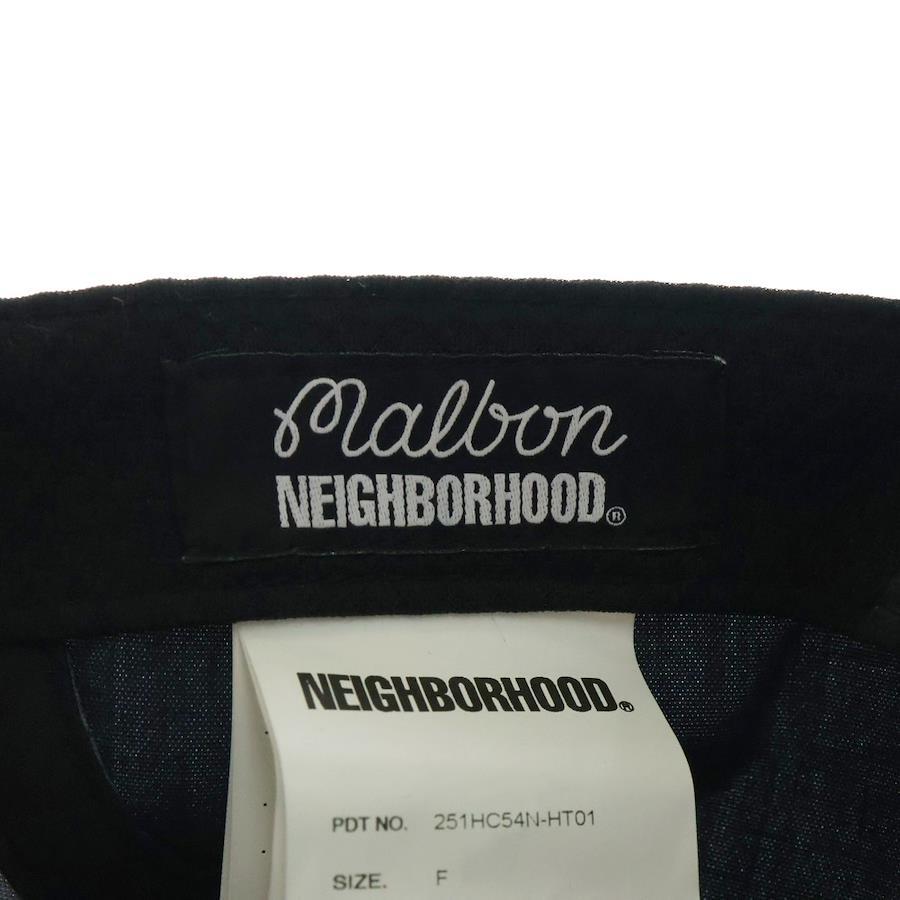 Malbon
NEIGHBORHOOD®
NEIGHBORHOOD®
PDT NO. 251HC54N-HT01
SIZE. F